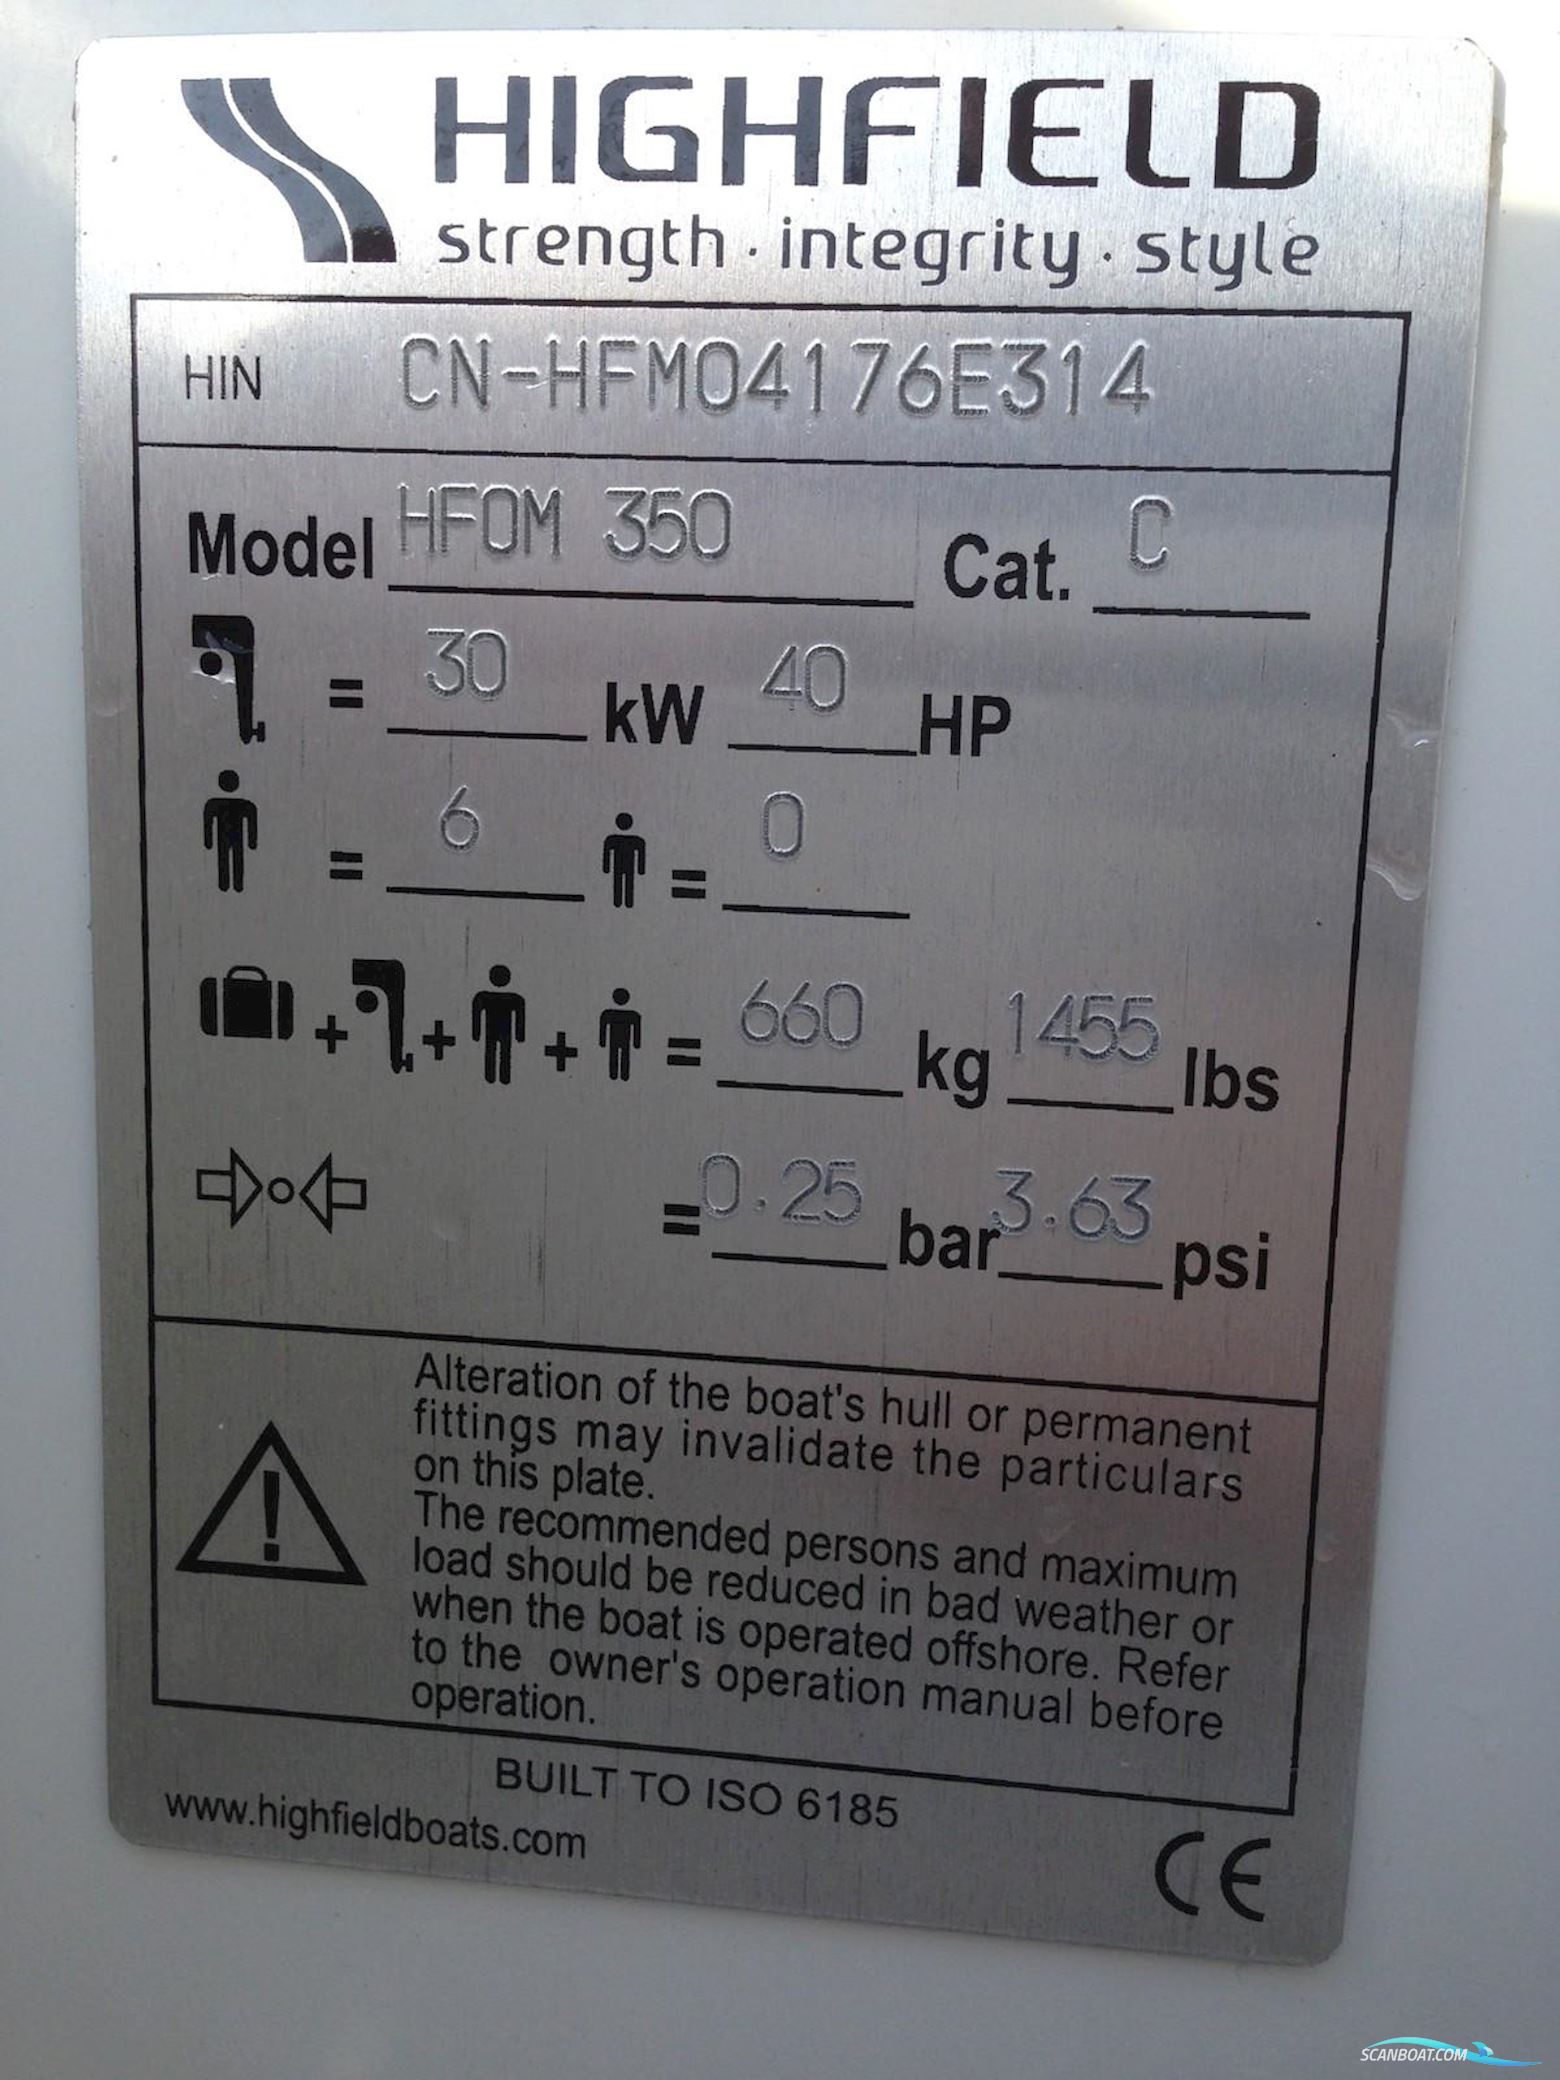 HIGHFIELD
strength · integrity · style
HIN CN-HFM04176E314
Model HFOM 350 Cat. C
= 30 kW 40 HP
= 6 = 0
+ + + = 660 kg 1455 lbs
= 0.25 bar 3.63 psi
Alteration of the boat's hull or permanent
fittings may invalidate the particulars
on this plate.
The recommended persons and maximum
load should be reduced in bad weather or
when the boat is operated offshore. Refer
to the owner's operation manual before
operation.
BUILT TO ISO 6185
www.highfieldboats.com
CE
SCANBOAT.COM